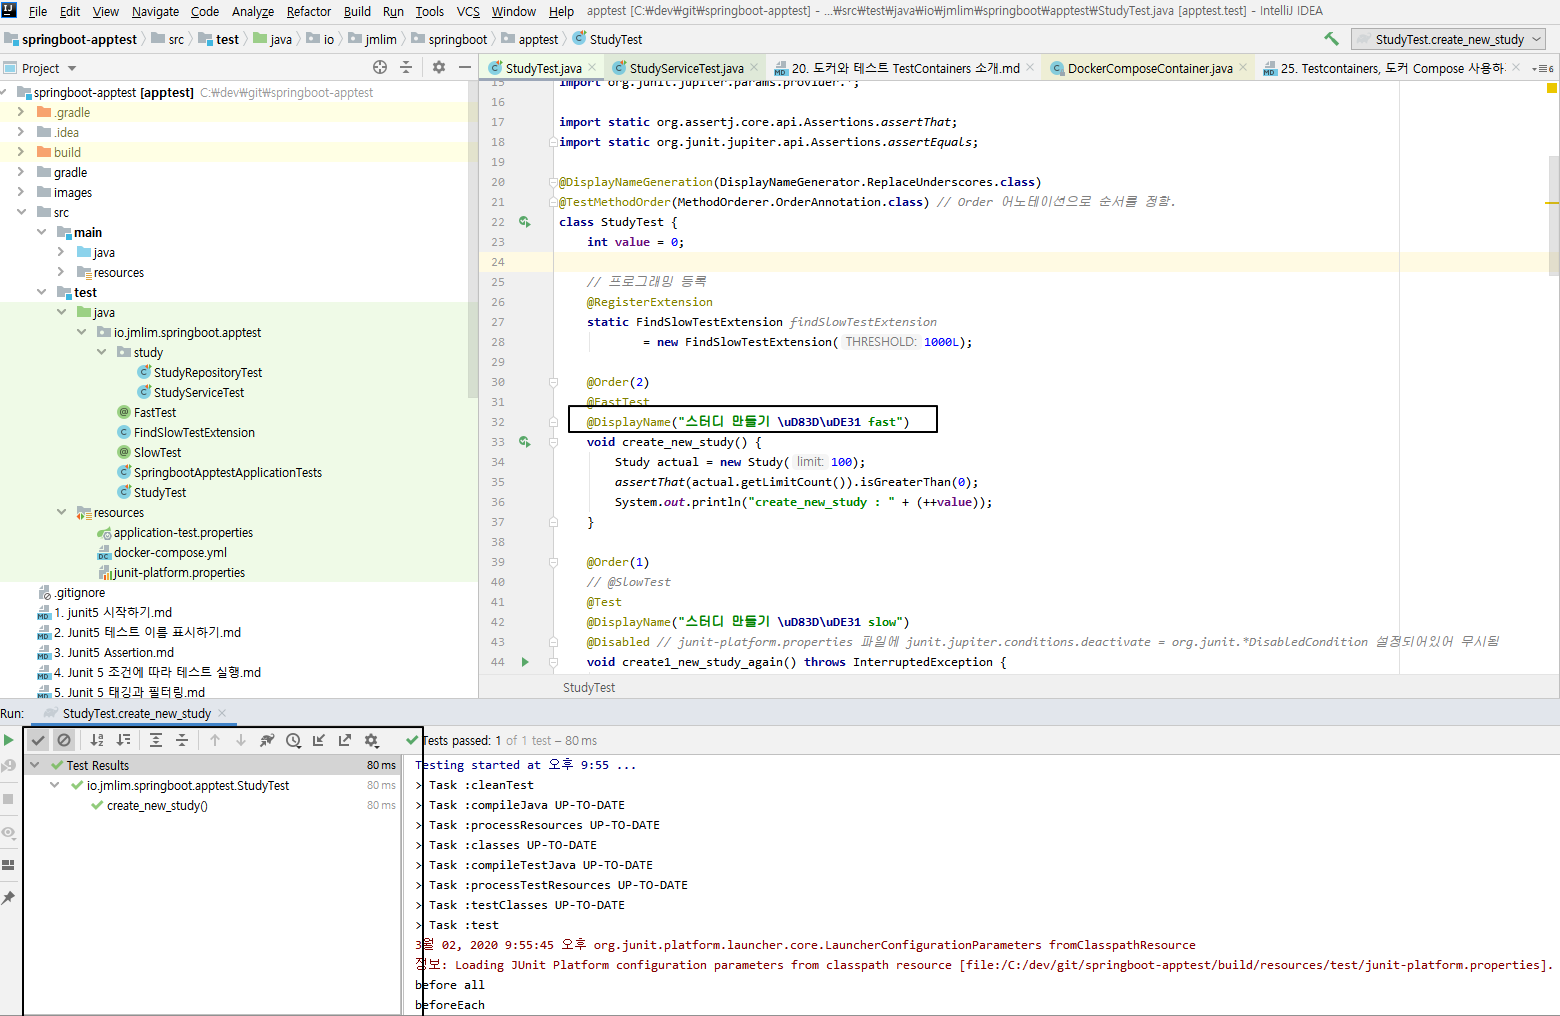 File Edit View Navigate Code Analyze Refactor Build Run Tools VCS Window Help apptest [C:₩dev₩git₩springboot-apptest] - ...₩src₩test₩java₩io₩jmlim₩springboot₩apptest₩StudyTest.java [apptest.test] - IntelliJ IDEA
springboot-apptest src test java io jmlim springboot apptest StudyTest StudyTest.create_new_study
Project
StudyTest.java StudyServiceTest.java 20. 도커와 테스트 TestContainers 소개.md DockerComposeContainer.java 25. Testcontainers, 도커 Compose 사용하 6
springboot-apptest [apptest] C:₩dev₩git₩springboot-apptest
.gradle
.idea
build
gradle
images
src
main
java
resources
test
java
io.jmlim.springboot.apptest
study
StudyRepositoryTest
StudyServiceTest
FastTest
FindSlowTestExtension
SlowTest
SpringbootApptestApplicationTests
StudyTest
resources
application-test.properties
docker-compose.yml
junit-platform.properties
.gitignore
1. junit5 시작하기.md
2. Junit5 테스트 이름 표시하기.md
3. Junit5 Assertion.md
4. Junit 5 조건에 따라 테스트 실행.md
5. Junit 5 태깅과 필터링.md
15 import org.junit.jupiter.params.provider.*;
16
17 import static org.assertj.core.api.Assertions.assertThat;
18 import static org.junit.jupiter.api.Assertions.assertEquals;
19
20 @DisplayNameGeneration(DisplayNameGenerator.ReplaceUnderscores.class)
21 @TestMethodOrder(MethodOrderer.OrderAnnotation.class) // Order 어노테이션으로 순서를 정함.
22 class StudyTest {
23 int value = 0;
24
25 // 프로그래밍 등록
26 @RegisterExtension
27 static FindSlowTestExtension findSlowTestExtension
28 = new FindSlowTestExtension( THRESHOLD: 1000L);
29
30 @Order(2)
31 @FastTest
32 @DisplayName("스터디 만들기 \uD83D\uDE31 fast")
33 void create_new_study() {
34 Study actual = new Study( limit: 100);
35 assertThat(actual.getLimitCount()).isGreaterThan(0);
36 System.out.println("create_new_study : " + (++value));
37 }
38
39 @Order(1)
40 // @SlowTest
41 @Test
42 @DisplayName("스터디 만들기 \uD83D\uDE31 slow")
43 @Disabled // junit-platform.properties 파일에 junit.jupiter.conditions.deactivate = org.junit.*DisabledCondition 설정되어있어 무시됨
44 void create1_new_study_again() throws InterruptedException {
StudyTest
Run: StudyTest.create_new_study
Tests passed: 1 of 1 test – 80 ms
Test Results 80 ms
io.jmlim.springboot.apptest.StudyTest 80 ms
create_new_study() 80 ms
Testing started at 오후 9:55 ...
> Task :cleanTest
> Task :compileJava UP-TO-DATE
> Task :processResources UP-TO-DATE
> Task :classes UP-TO-DATE
> Task :compileTestJava UP-TO-DATE
> Task :processTestResources UP-TO-DATE
> Task :testClasses UP-TO-DATE
> Task :test
3월 02, 2020 9:55:45 오후 org.junit.platform.launcher.core.LauncherConfigurationParameters fromClasspathResource
정보: Loading JUnit Platform configuration parameters from classpath resource [file:/C:/dev/git/springboot-apptest/build/resources/test/junit-platform.properties].
before all
beforeEach